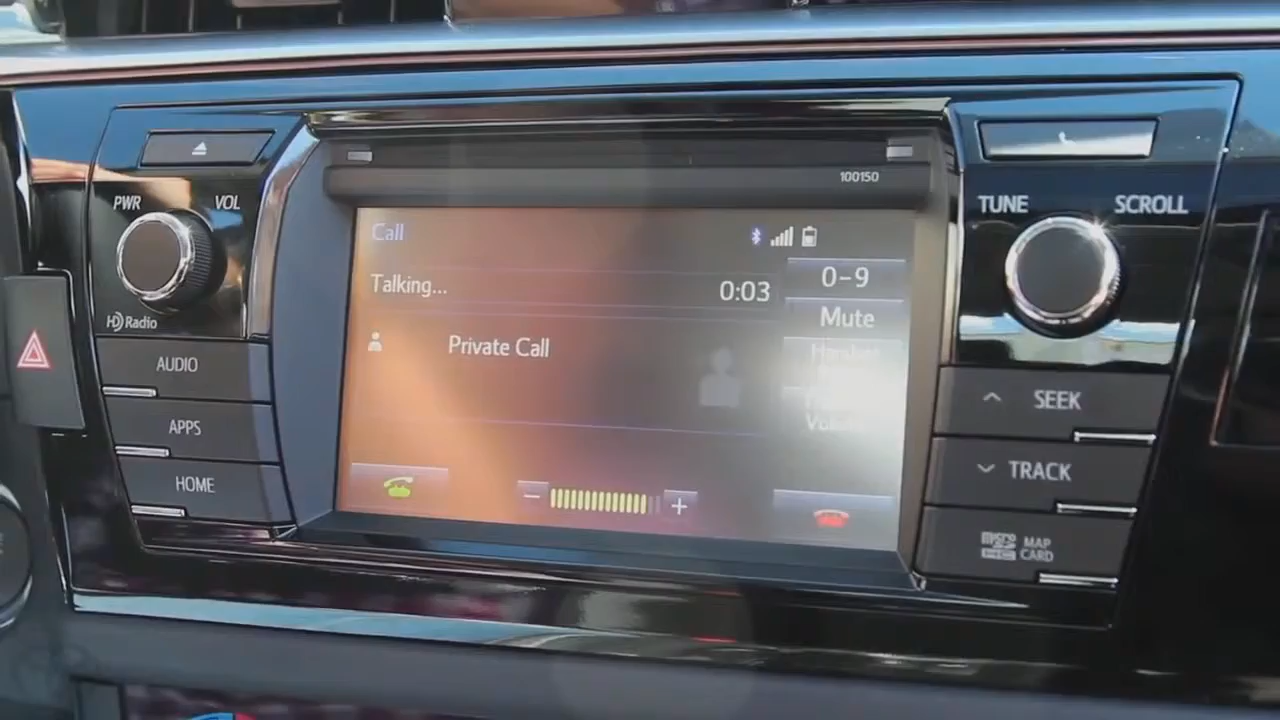 100150
PWR VOL
HD Radio
AUDIO
APPS
HOME
Call
Talking... 0:03
Private Call
0-9
Mute
− +
TUNE SCROLL
SEEK
TRACK
MAP
CARD